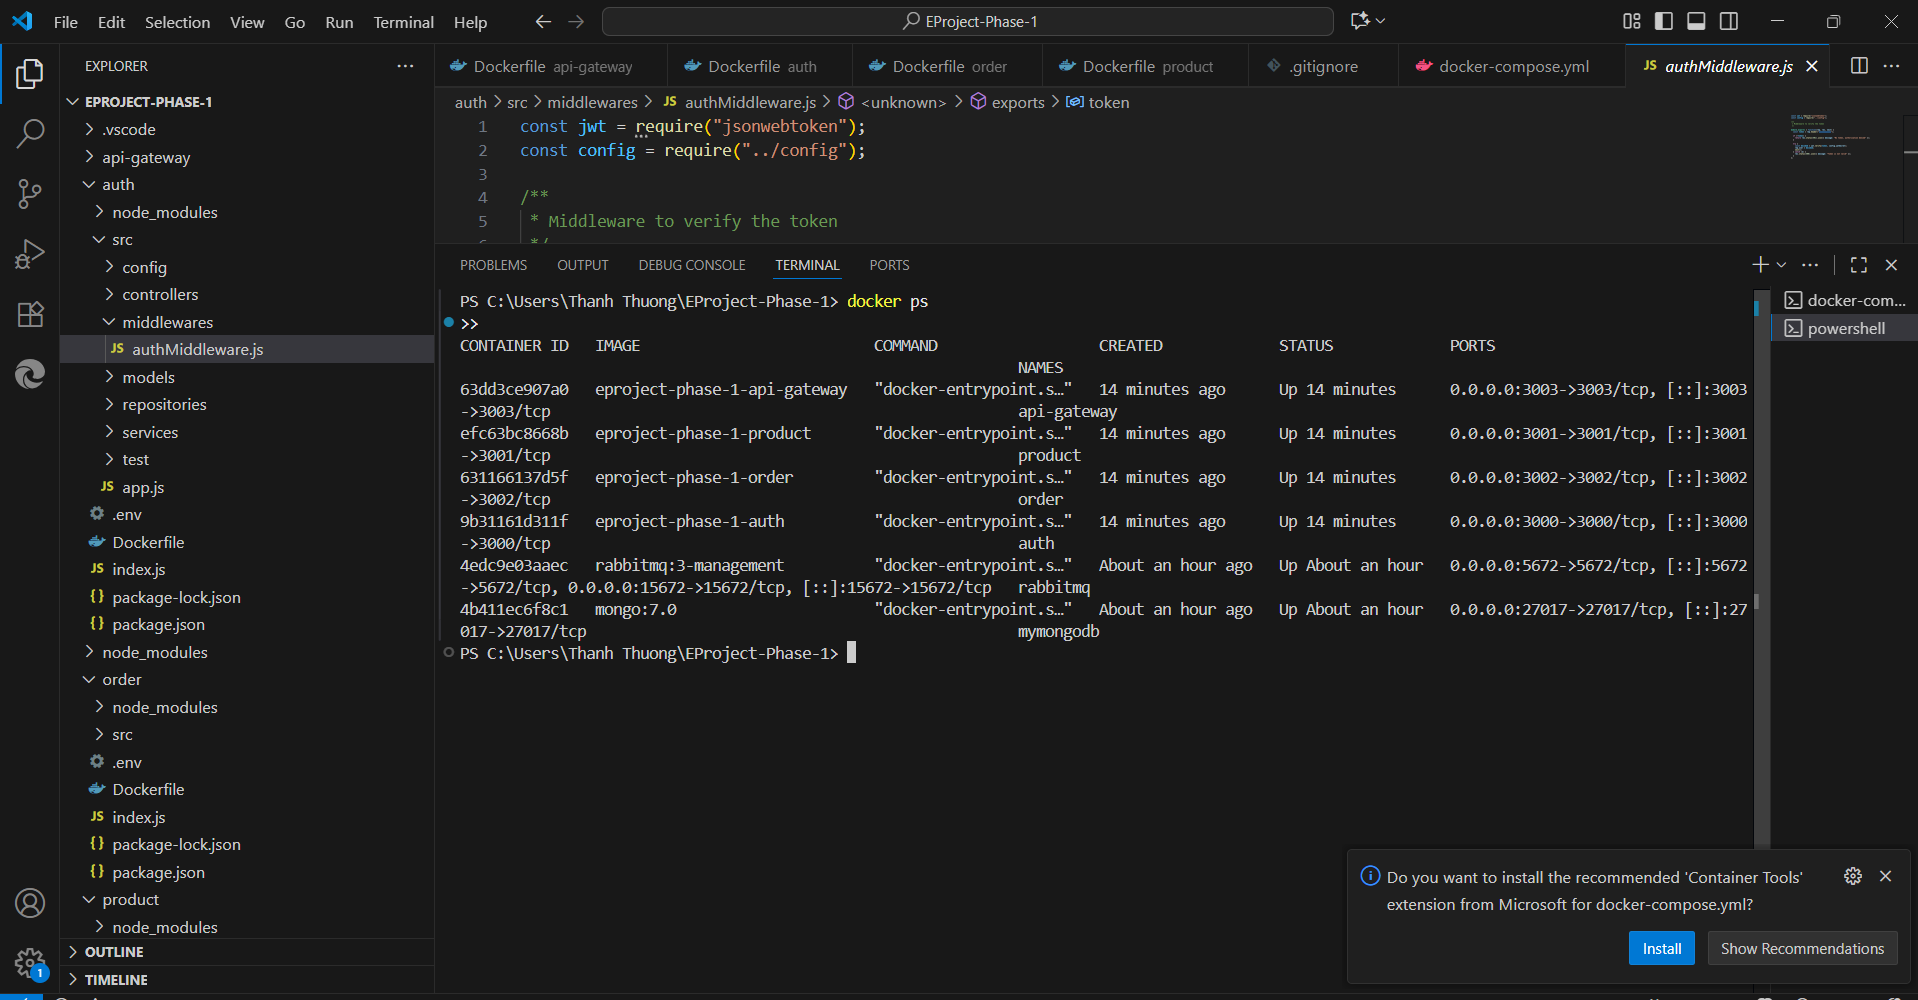 File Edit Selection View Go Run Terminal Help
EProject-Phase-1
EXPLORER
EPROJECT-PHASE-1
.vscode
api-gateway
auth
node_modules
src
config
controllers
middlewares
JS authMiddleware.js
models
repositories
services
test
JS app.js
.env
Dockerfile
JS index.js
{} package-lock.json
{} package.json
node_modules
order
node_modules
src
.env
Dockerfile
JS index.js
{} package-lock.json
{} package.json
product
node_modules
OUTLINE
TIMELINE
1
Dockerfile api-gateway
Dockerfile auth
Dockerfile order
Dockerfile product
.gitignore
docker-compose.yml
JS authMiddleware.js
auth > src > middlewares > JS authMiddleware.js > <unknown> > exports > token
1 const jwt = require("jsonwebtoken");
2 const config = require("../config");
3
4 /**
5 * Middleware to verify the token
PROBLEMS OUTPUT DEBUG CONSOLE TERMINAL PORTS
PS C:\Users\Thanh Thuong\EProject-Phase-1> docker ps
>>
CONTAINER ID IMAGE COMMAND CREATED STATUS PORTS
NAMES
63dd3ce907a0 eproject-phase-1-api-gateway "docker-entrypoint.s…" 14 minutes ago Up 14 minutes 0.0.0.0:3003->3003/tcp, [::]:3003
->3003/tcp api-gateway
efc63bc8668b eproject-phase-1-product "docker-entrypoint.s…" 14 minutes ago Up 14 minutes 0.0.0.0:3001->3001/tcp, [::]:3001
->3001/tcp product
631166137d5f eproject-phase-1-order "docker-entrypoint.s…" 14 minutes ago Up 14 minutes 0.0.0.0:3002->3002/tcp, [::]:3002
->3002/tcp order
9b31161d311f eproject-phase-1-auth "docker-entrypoint.s…" 14 minutes ago Up 14 minutes 0.0.0.0:3000->3000/tcp, [::]:3000
->3000/tcp auth
4edc9e03aaec rabbitmq:3-management "docker-entrypoint.s…" About an hour ago Up About an hour 0.0.0.0:5672->5672/tcp, [::]:5672
->5672/tcp, 0.0.0.0:15672->15672/tcp, [::]:15672->15672/tcp rabbitmq
4b411ec6f8c1 mongo:7.0 "docker-entrypoint.s…" About an hour ago Up About an hour 0.0.0.0:27017->27017/tcp, [::]:27
017->27017/tcp mymongodb
PS C:\Users\Thanh Thuong\EProject-Phase-1>
docker-com...
powershell
Do you want to install the recommended 'Container Tools'
extension from Microsoft for docker-compose.yml?
Install
Show Recommendations